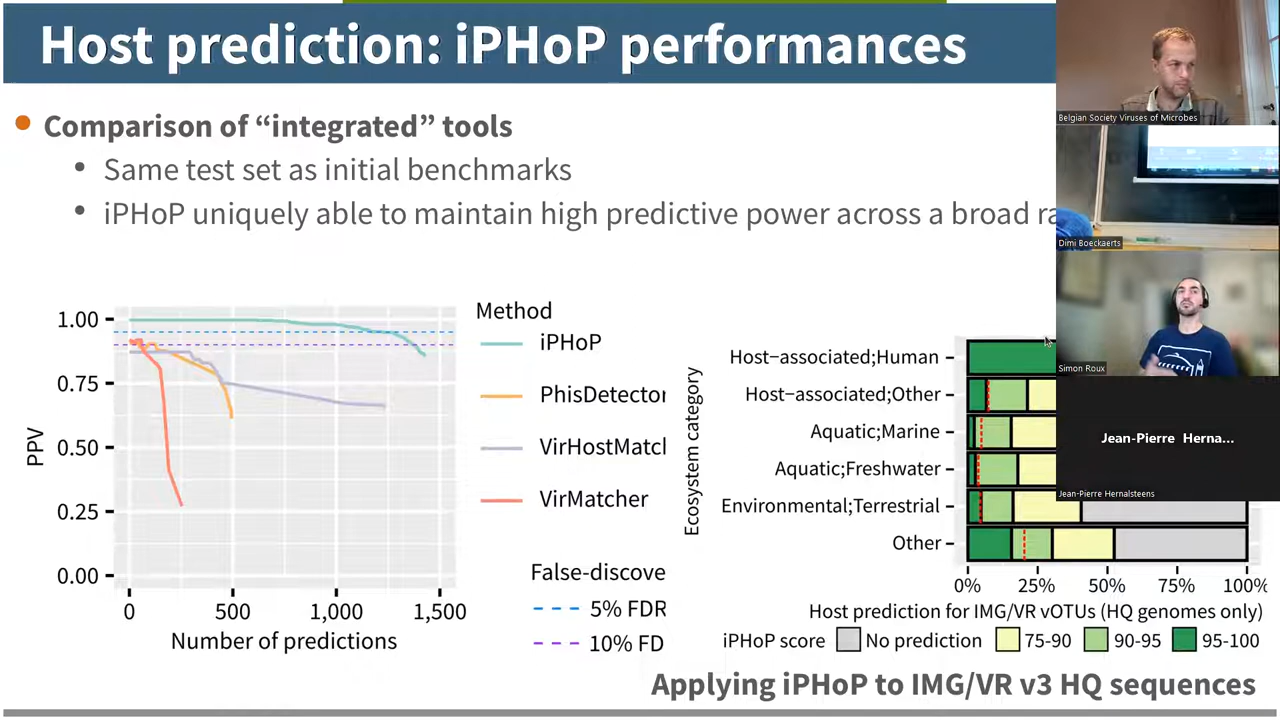 Host prediction: iPHoP performances
Comparison of “integrated” tools
Same test set as initial benchmarks
iPHoP uniquely able to maintain high predictive power across a broad ra
Belgian Society Viruses of Microbes
Dimi Boeckaerts
Simon Roux
Jean-Pierre Herna...
Jean-Pierre Hernalsteens
PPV
1.00
0.75
0.50
0.25
0.00
0
500
1,000
1,500
Number of predictions
Method
iPHoP
PhisDetector
VirHostMatcl
VirMatcher
False-discove
5% FDR
10% FD
Ecosystem category
Host−associated;Human
Host−associated;Other
Aquatic;Marine
Aquatic;Freshwater
Environmental;Terrestrial
Other
0%
25%
50%
75%
100%
Host prediction for IMG/VR vOTUs (HQ genomes only)
iPHoP score No prediction 75-90 90-95 95-100
Applying iPHoP to IMG/VR v3 HQ sequences